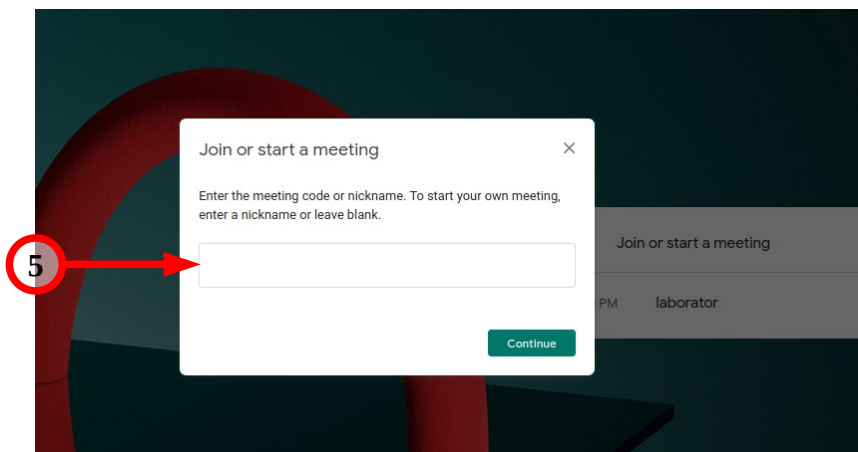 Join or start a meeting
Enter the meeting code or nickname. To start your own meeting,
enter a nickname or leave blank.
5
Continue
Join or start a meeting
PM laborator